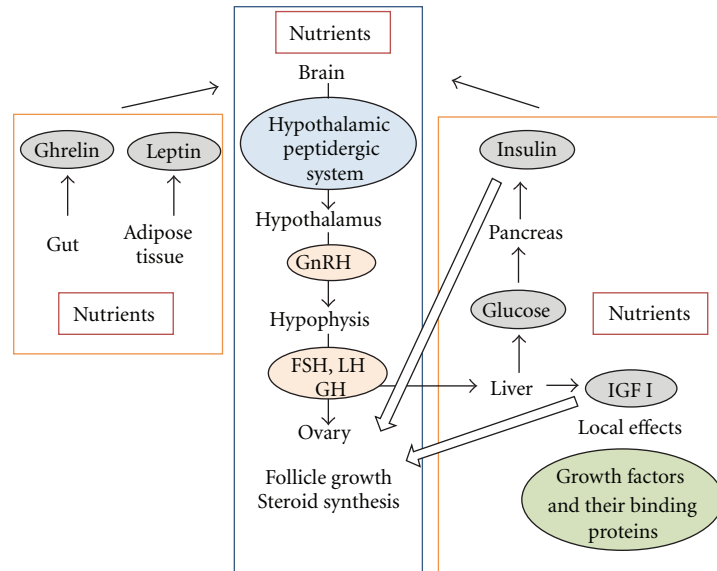 Nutrients
Brain
Hypothalamic
peptidergic
system
Hypothalamus
GnRH
Hypophysis
FSH, LH
GH
Ovary
Follicle growth
Steroid synthesis
Ghrelin
Leptin
Gut
Adipose
tissue
Nutrients
Insulin
Pancreas
Glucose
Nutrients
Liver
IGF I
Local effects
Growth factors
and their binding
proteins